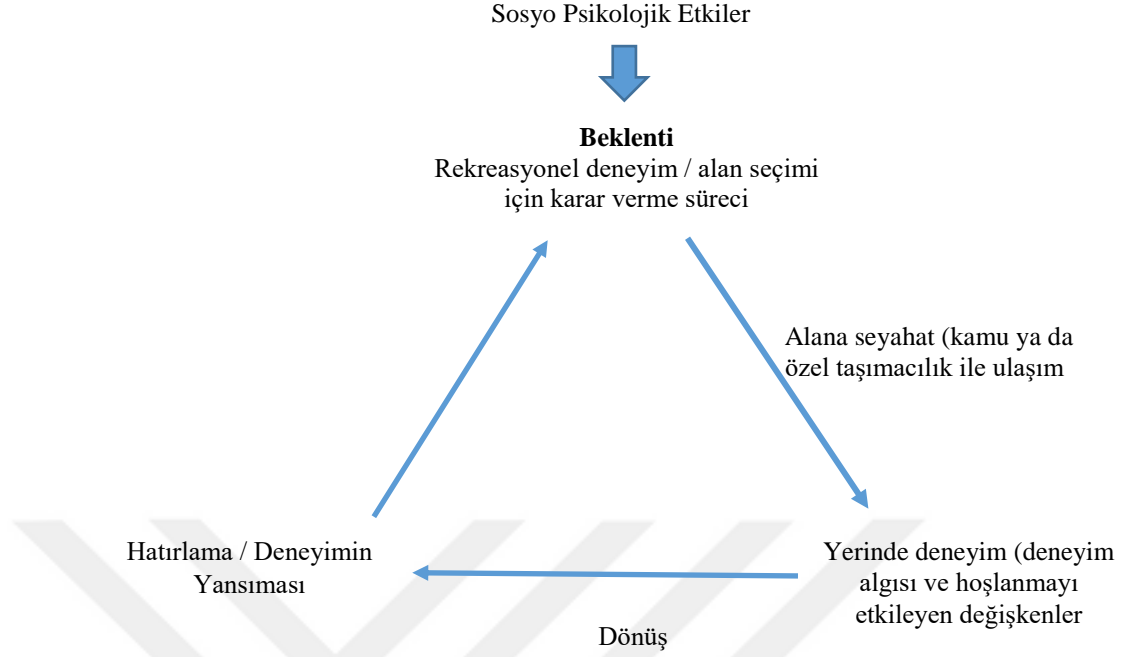 Sosyo Psikolojik Etkiler
Beklenti
Rekreasyonel deneyim / alan seçimi
için karar verme süreci
Alana seyahat (kamu ya da
özel taşımacılık ile ulaşım
Hatırlama / Deneyimin
Yansıması
Yerinde deneyim (deneyim
algısı ve hoşlanmayı
etkileyen değişkenler
Dönüş